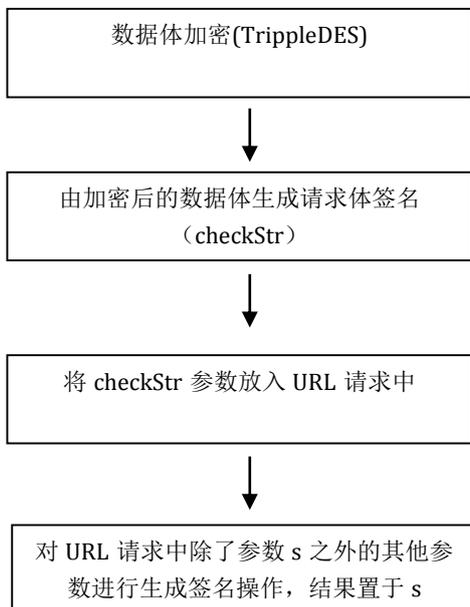 数据体加密(TrippleDES)
由加密后的数据体生成请求体签名
（checkStr）
将 checkStr 参数放入 URL 请求中
对 URL 请求中除了参数 s 之外的其他参
数进行生成签名操作，结果置于 s